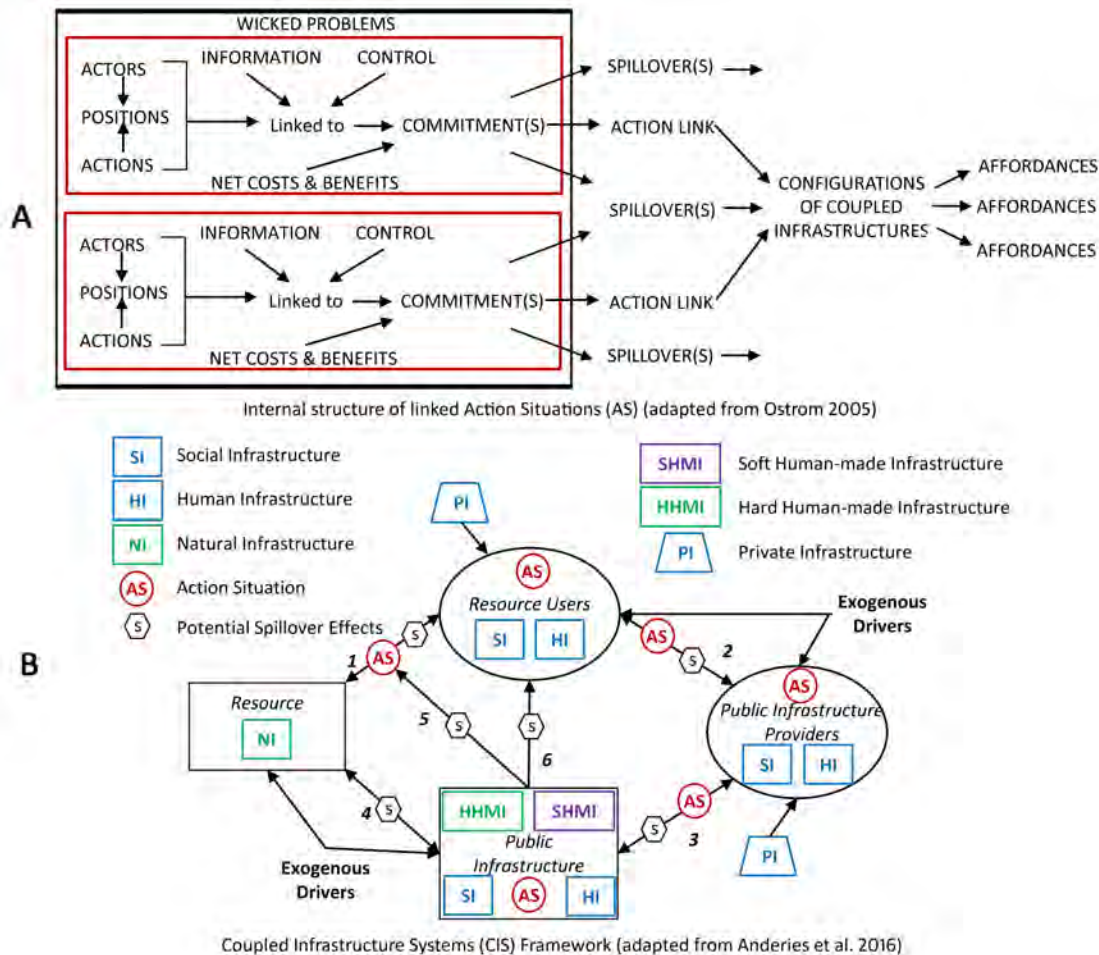 WICKED PROBLEMS
INFORMATION CONTROL
ACTORS
POSITIONS
ACTIONS
Linked to
COMMITMENT(S)
NET COSTS & BENEFITS
SPILLOVER(S)
ACTION LINK
SPILLOVER(S)
A
INFORMATION CONTROL
ACTORS
POSITIONS
ACTIONS
Linked to
COMMITMENT(S)
NET COSTS & BENEFITS
ACTION LINK
SPILLOVER(S)
CONFIGURATIONS
OF COUPLED
INFRASTRUCTURES
AFFORDANCES
AFFORDANCES
AFFORDANCES
Internal structure of linked Action Situations (AS) (adapted from Ostrom 2005)
SI Social Infrastructure
HI Human Infrastructure
NI Natural Infrastructure
AS Action Situation
S Potential Spillover Effects
SHMI Soft Human-made Infrastructure
HHMI Hard Human-made Infrastructure
PI Private Infrastructure
B
PI
AS
Resource Users
SI HI
Exogenous
Drivers
1 AS S
AS S 2
Resource
NI
5 S
S 6
AS
Public Infrastructure
Providers
SI HI
4 S
HHMI SHMI
Public
Infrastructure
SI AS HI
S AS 3
PI
Exogenous
Drivers
Coupled Infrastructure Systems (CIS) Framework (adapted from Anderies et al. 2016)